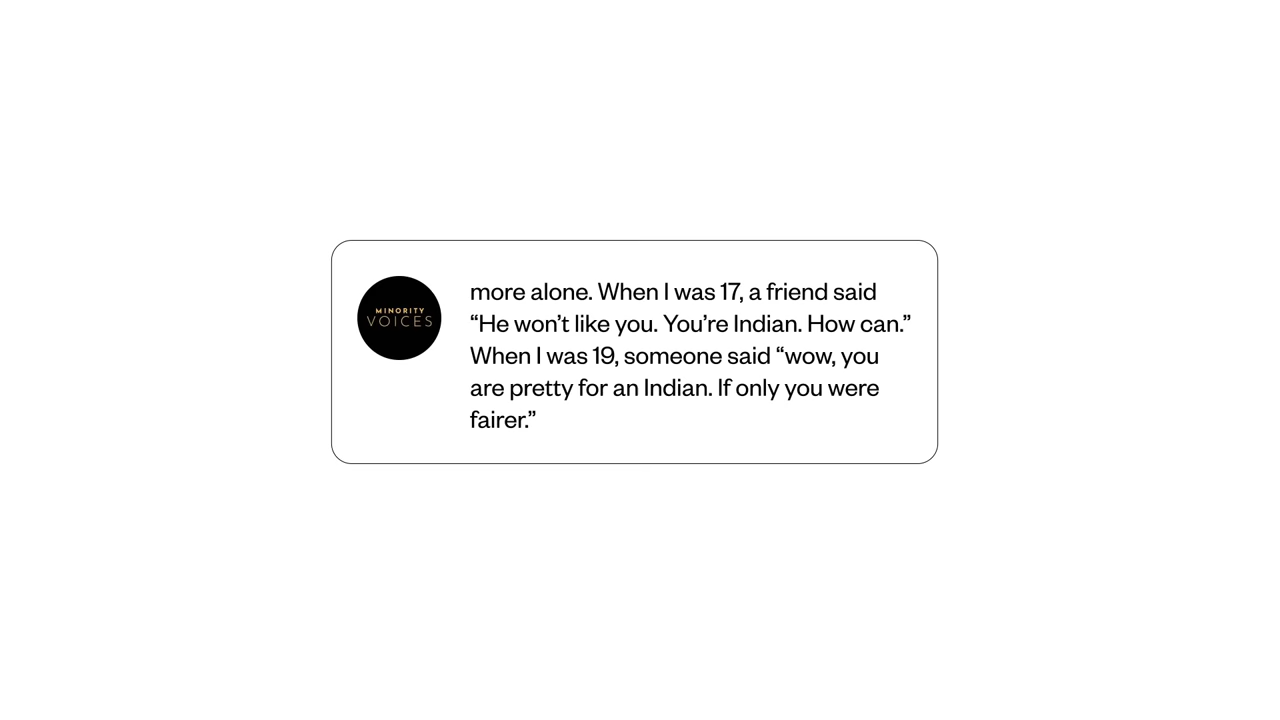 MINORITY
VOICES
more alone. When I was 17, a friend said
“He won’t like you. You’re Indian. How can.”
When I was 19, someone said “wow, you
are pretty for an Indian. If only you were
fairer.”